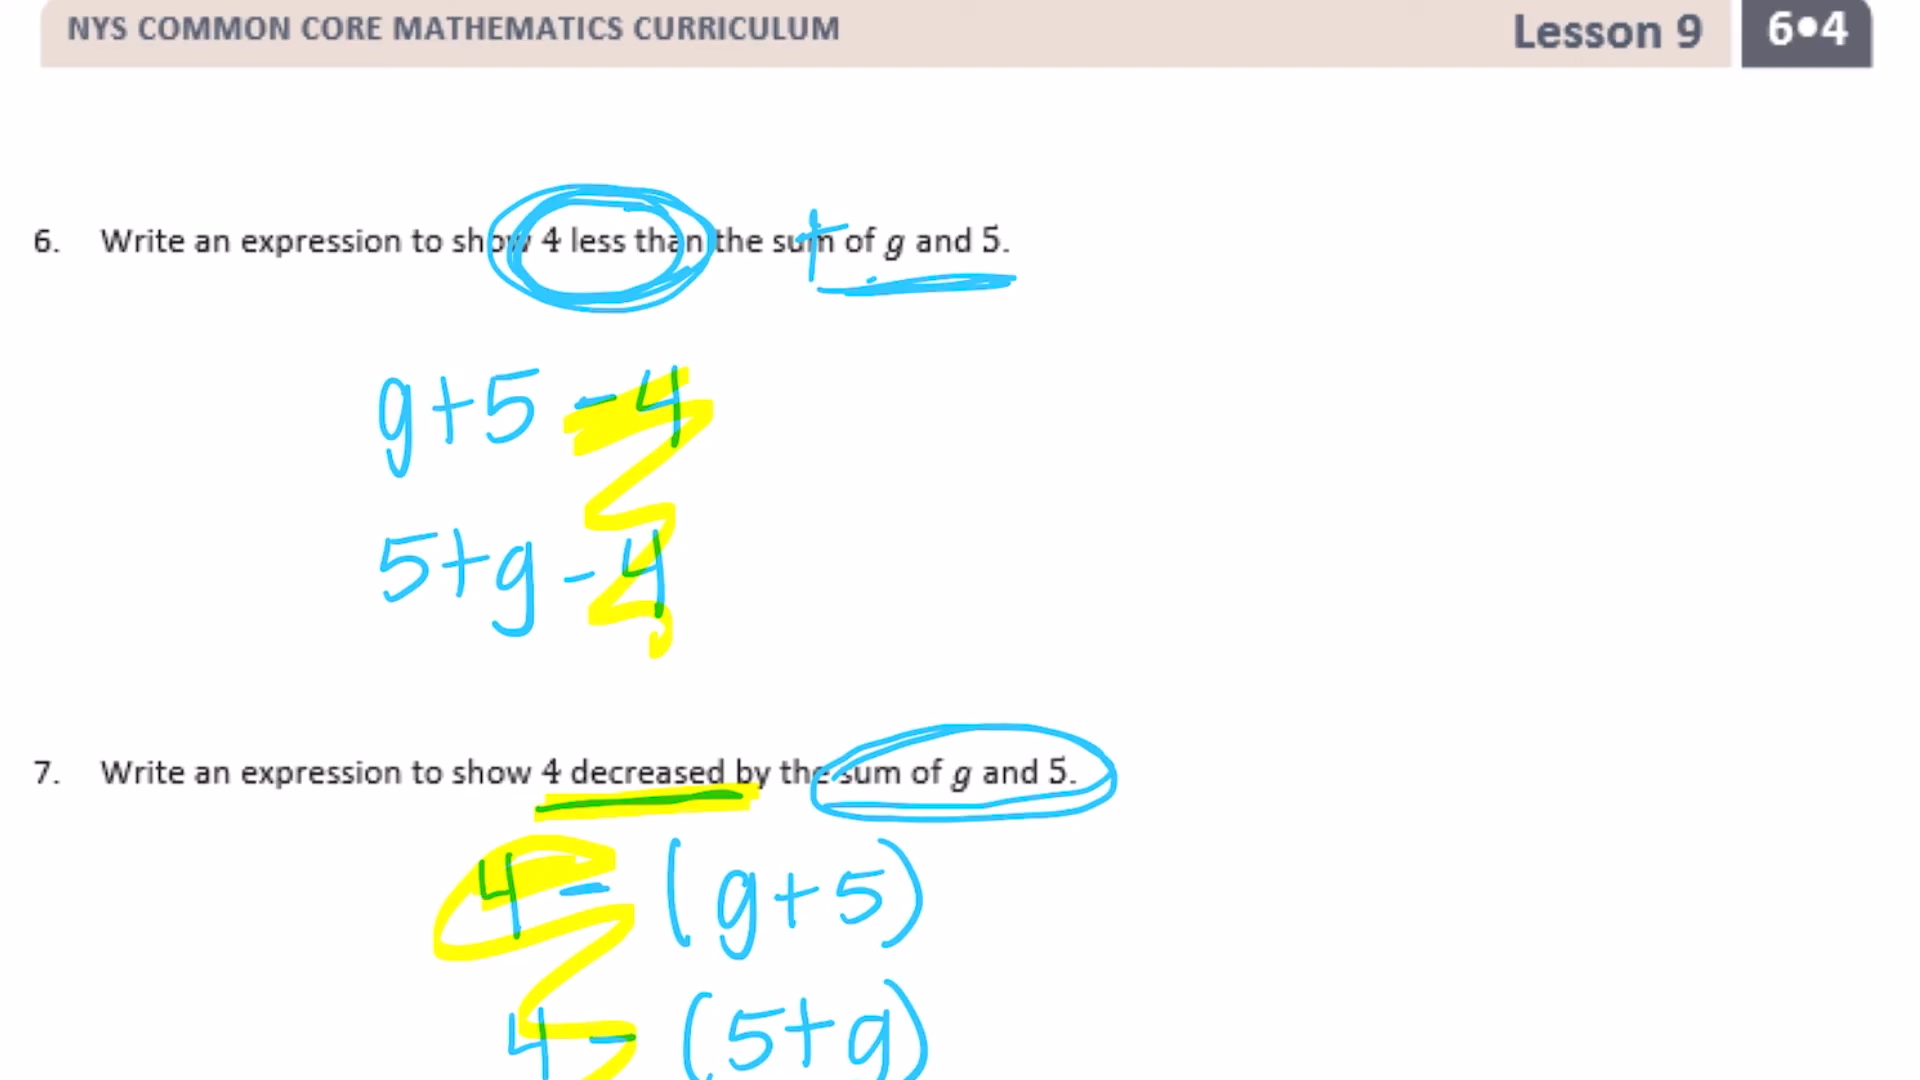 NYS COMMON CORE MATHEMATICS CURRICULUM Lesson 9 6•4
6. Write an expression to show 4 less than the sum of g and 5.
+
g+5 -4
5+g -4
7. Write an expression to show 4 decreased by the sum of g and 5.
4 - (g+5)
4 - (5+g)